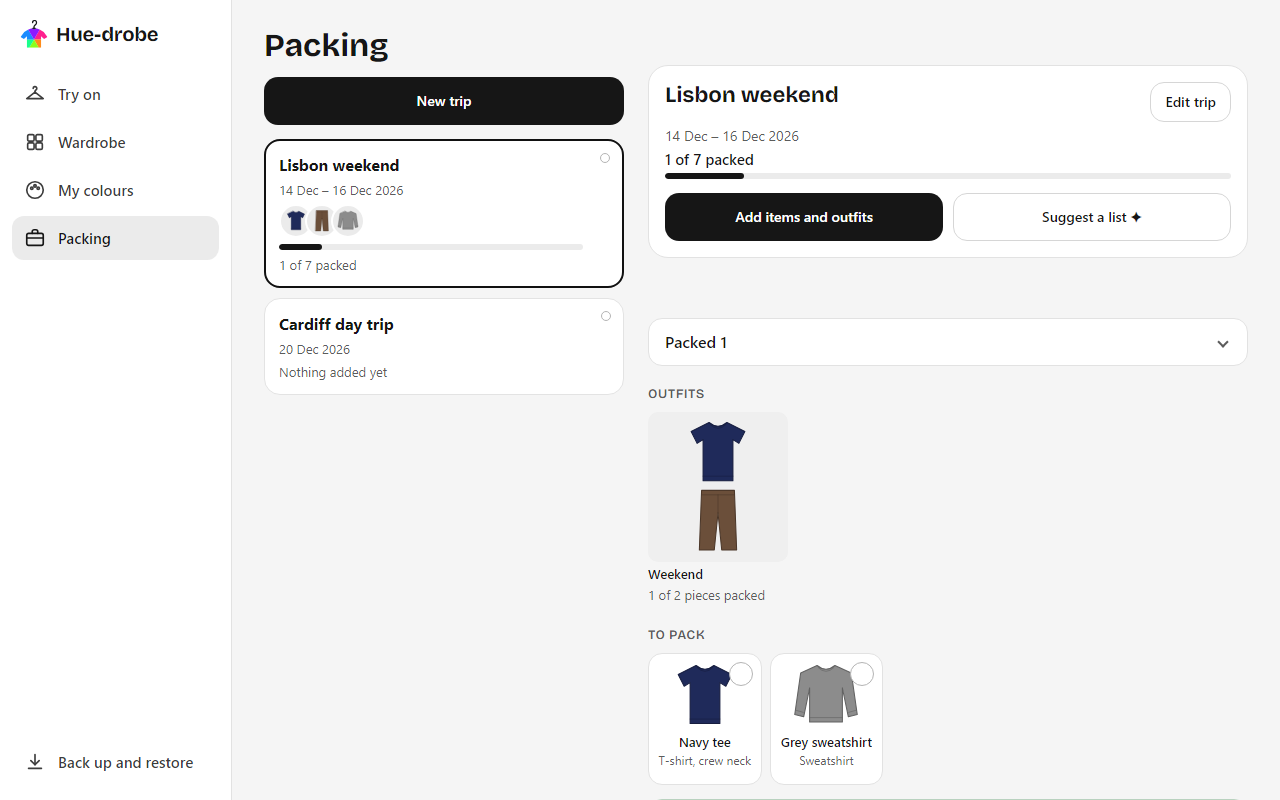 Hue-drobe
Try on
Wardrobe
My colours
Packing
Back up and restore
Packing
New trip
Lisbon weekend
14 Dec – 16 Dec 2026
1 of 7 packed
Cardiff day trip
20 Dec 2026
Nothing added yet
Lisbon weekend
Edit trip
14 Dec – 16 Dec 2026
1 of 7 packed
Add items and outfits
Suggest a list ✦
Packed 1
OUTFITS
Weekend
1 of 2 pieces packed
TO PACK
Navy tee
T-shirt, crew neck
Grey sweatshirt
Sweatshirt